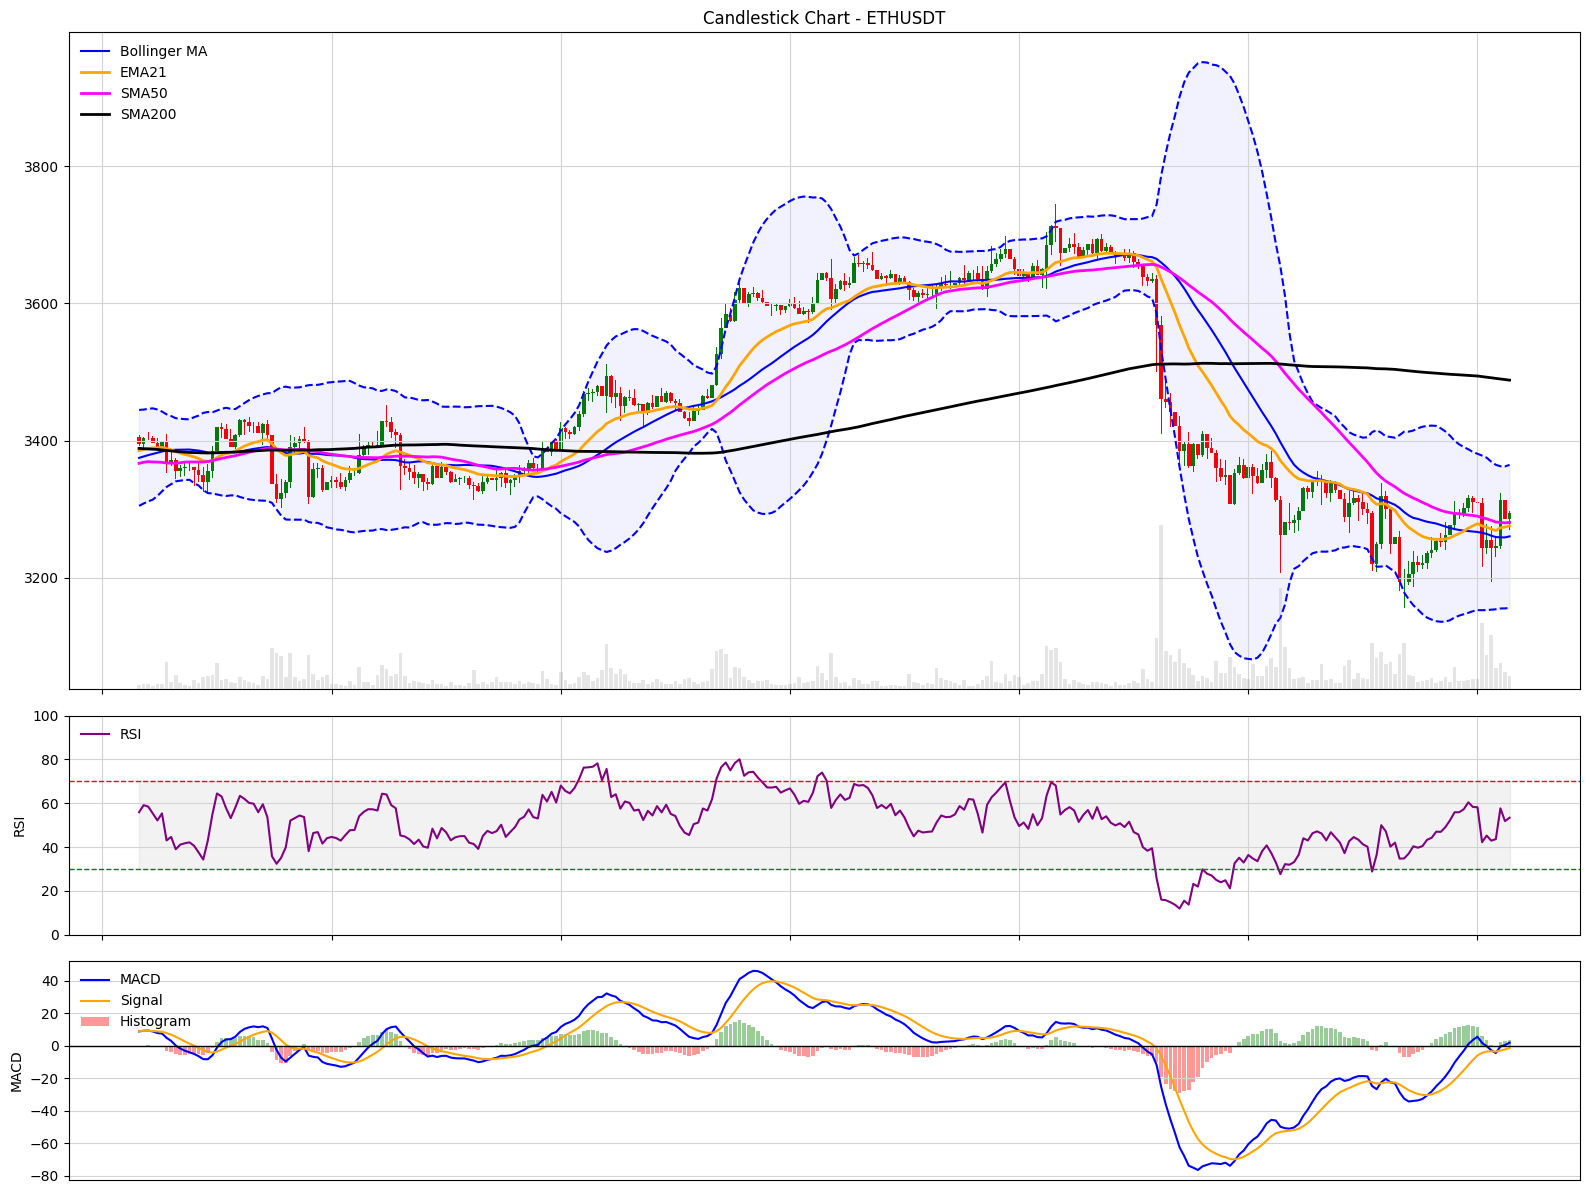 Candlestick Chart - ETHUSDT
Bollinger MA
EMA21
SMA50
SMA200
3800
3600
3400
3200
100
80
60
40
20
0
RSI
RSI
40
20
0
−20
−40
−60
−80
MACD
MACD
Signal
Histogram